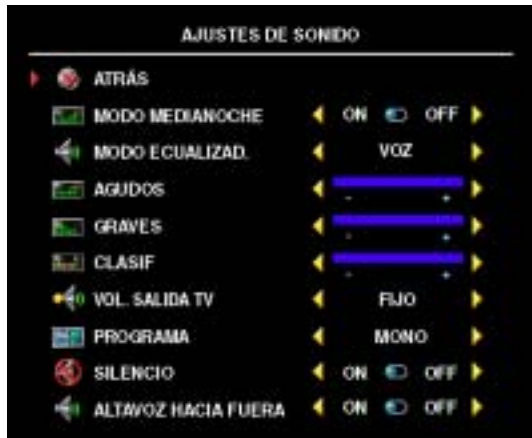 AJUSTES DE SONIDO
ATRÁS
MODO MEDIANOCHE ON OFF
MODO ECUALIZAD. VOZ
AGUDOS
- +
GRAVES
- +
CLASIF
- +
VOL. SALIDA TV FIJO
PROGRAMA MONO
SILENCIO ON OFF
ALTAVOZ HACIA FUERA ON OFF